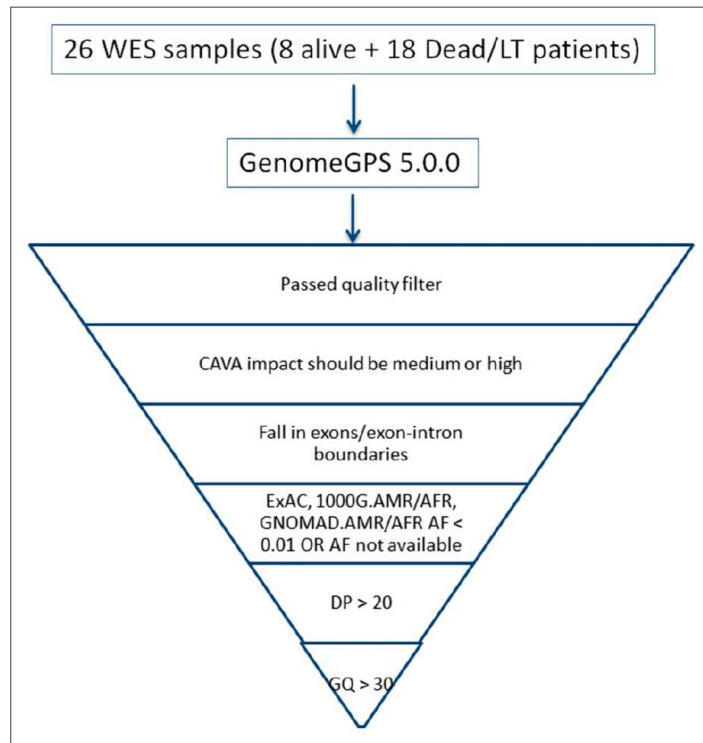 26 WES samples (8 alive + 18 Dead/LT patients)
GenomeGPS 5.0.0
Passed quality filter
CAVA impact should be medium or high
Fall in exons/exon-intron
boundaries
ExAC, 1000G.AMR/AFR,
GNOMAD.AMR/AFR AF <
0.01 OR AF not available
DP > 20
GQ > 30